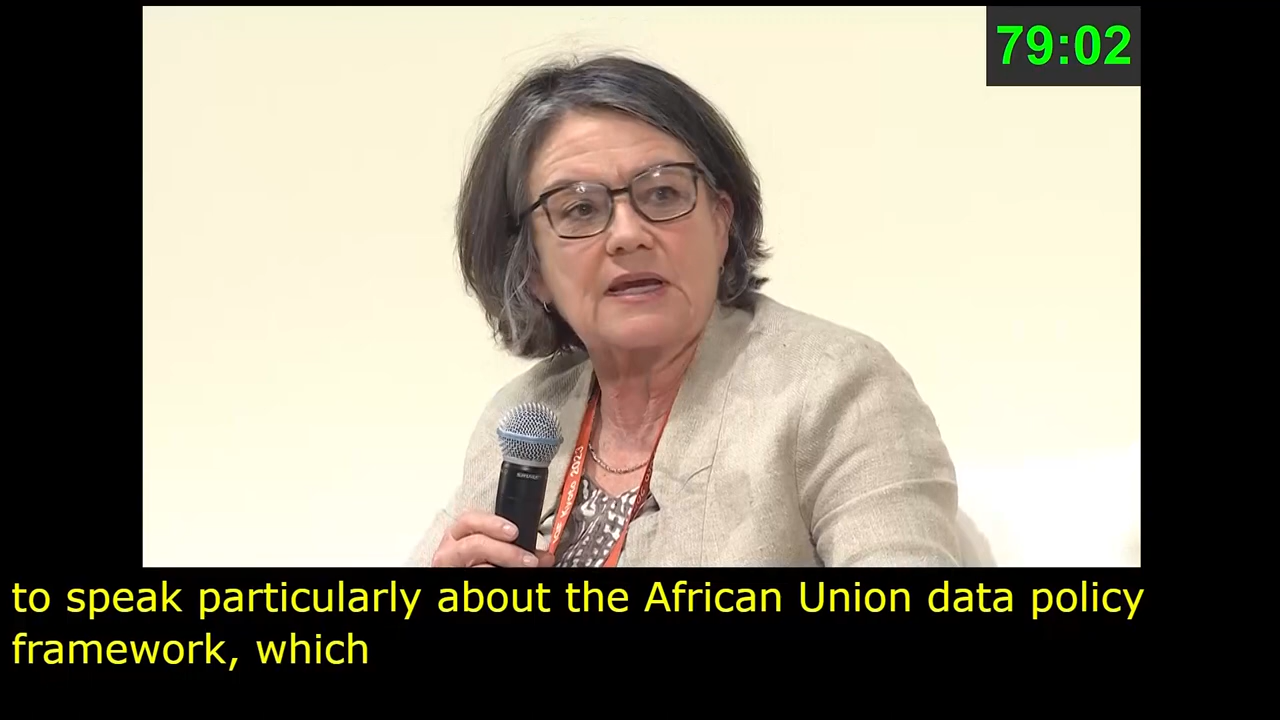 79:02
to speak particularly about the African Union data policy
framework, which